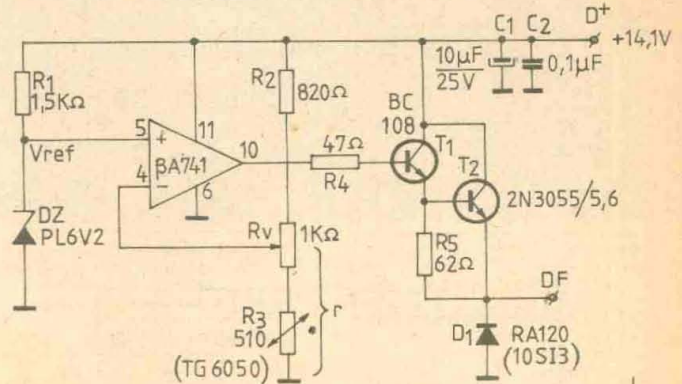 C1 C2 D+
+14,1V
10µF
25V
0,1µF
R1
1,5KΩ
R2
820Ω
BC
108
5
+
11
βA741
10
47Ω
R4
T1
T2
2N3055/5,6
Vref
4
−
6
DZ
PL6V2
Rv
1KΩ
R5
62Ω
DF
r
R3
510
(TG 6050)
D1
RA120
(10SI3)